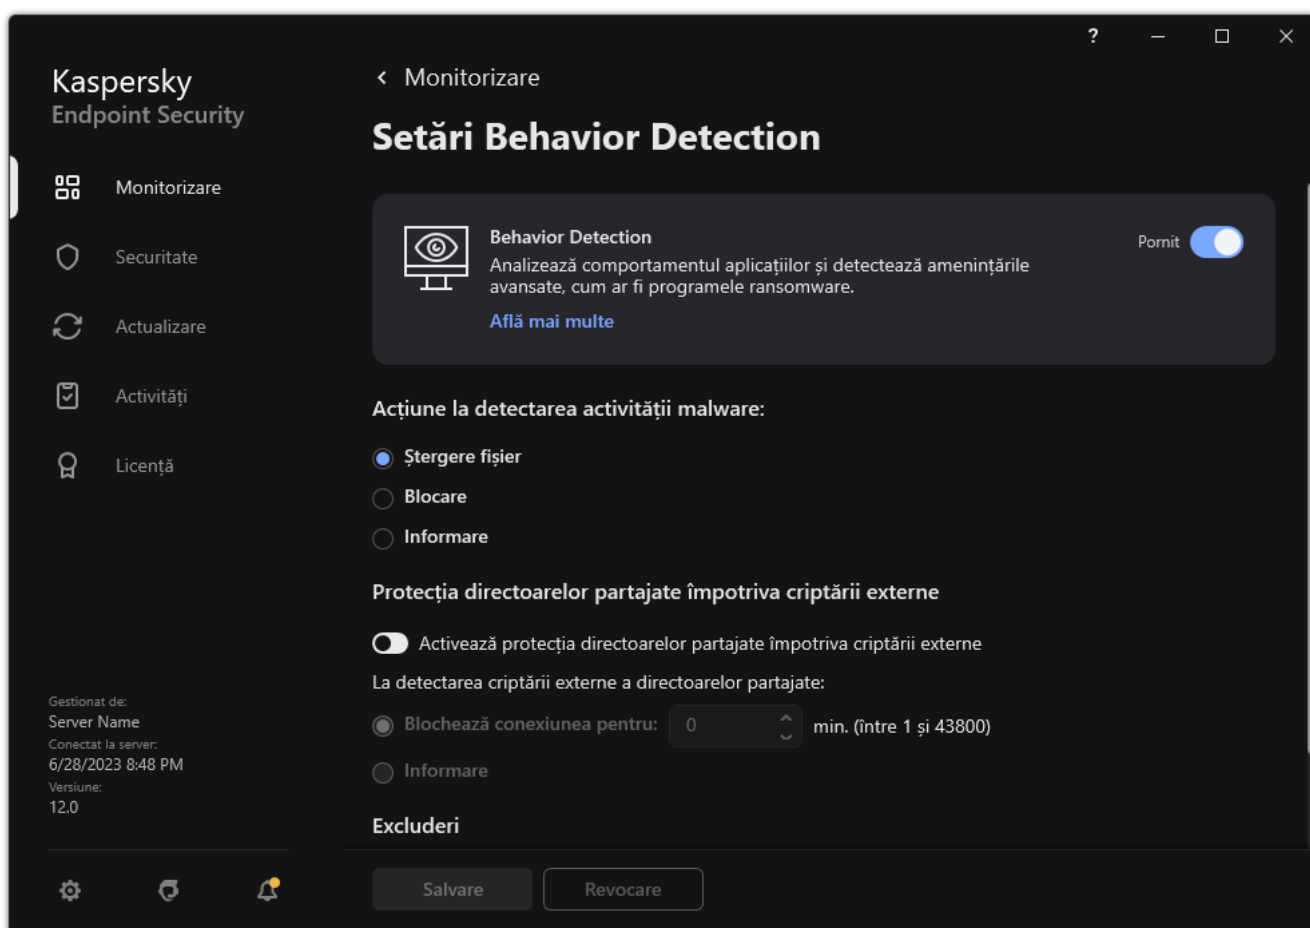 ?
Kaspersky
Endpoint Security
Monitorizare
Securitate
Actualizare
Activități
Licență
Gestionat de:
Server Name
Conectat la server:
6/28/2023 8:48 PM
Versiune:
12.0
Monitorizare
Setări Behavior Detection
Behavior Detection
Pornit
Analizează comportamentul aplicațiilor și detectează amenințările
avansate, cum ar fi programele ransomware.
Află mai multe
Acțiune la detectarea activității malware:
Ștergere fișier
Blocare
Informare
Protecția directoarelor partajate împotriva criptării externe
Activează protecția directoarelor partajate împotriva criptării externe
La detectarea criptării externe a directoarelor partajate:
Blochează conexiunea pentru: 0 min. (între 1 și 43800)
Informare
Excluderi
Salvare Revocare